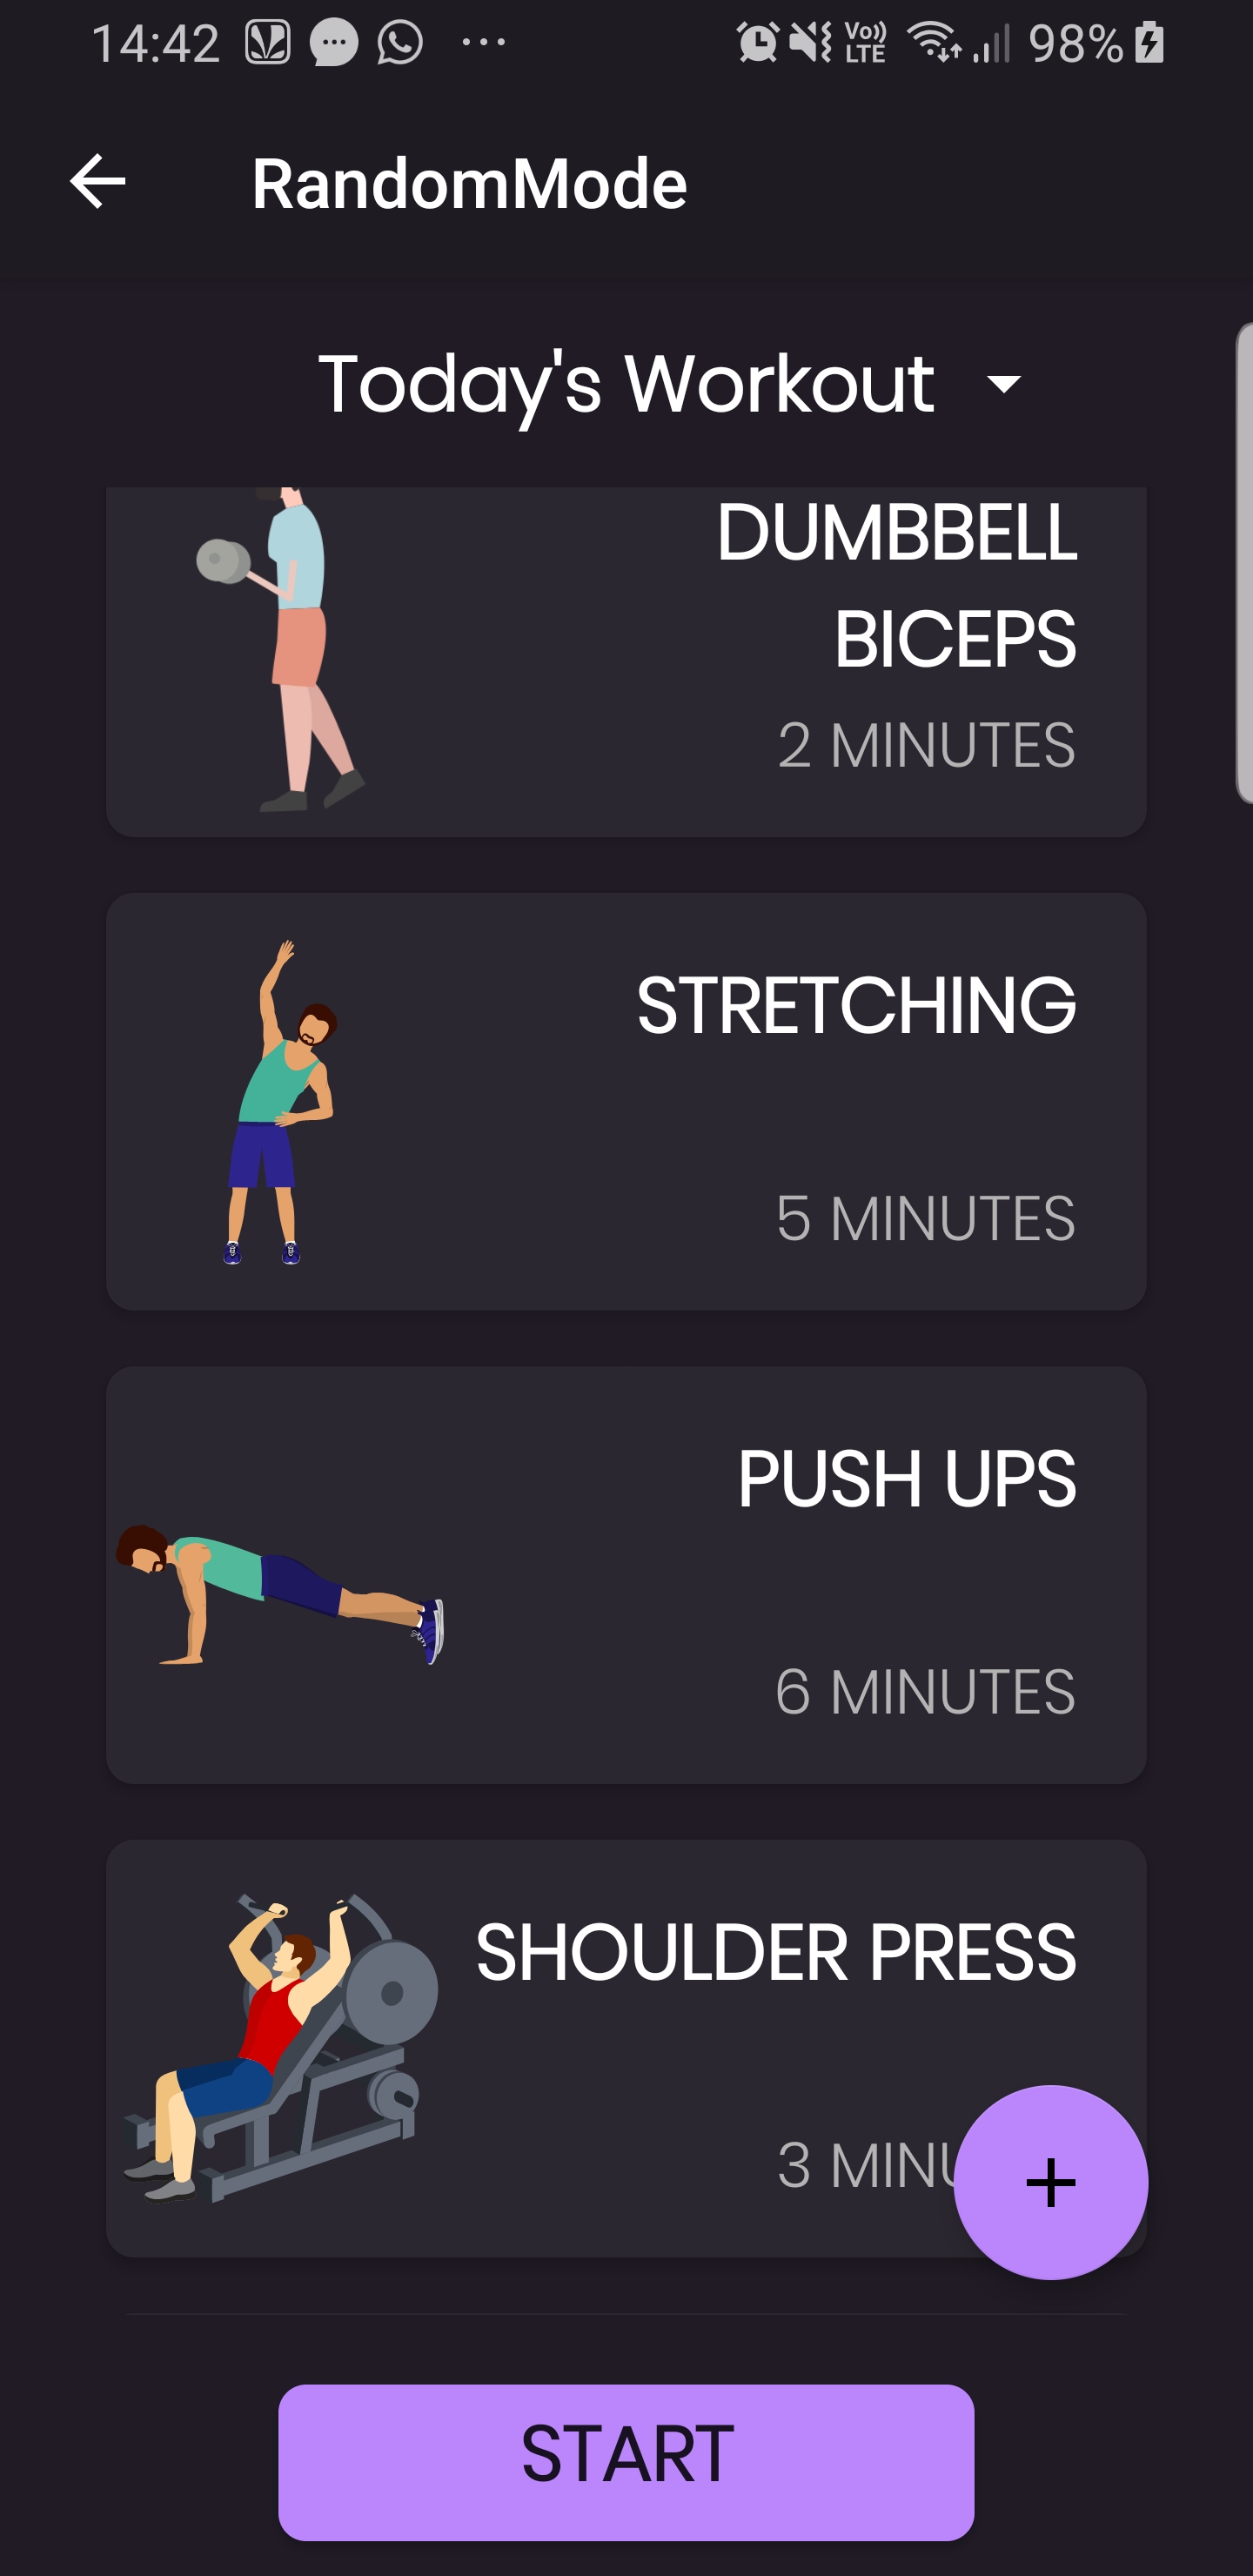 14:42
Vo)) LTE
98%
RandomMode
Today's Workout
DUMBBELL
BICEPS
2 MINUTES
STRETCHING
5 MINUTES
PUSH UPS
6 MINUTES
SHOULDER PRESS
3 MINU
+
START